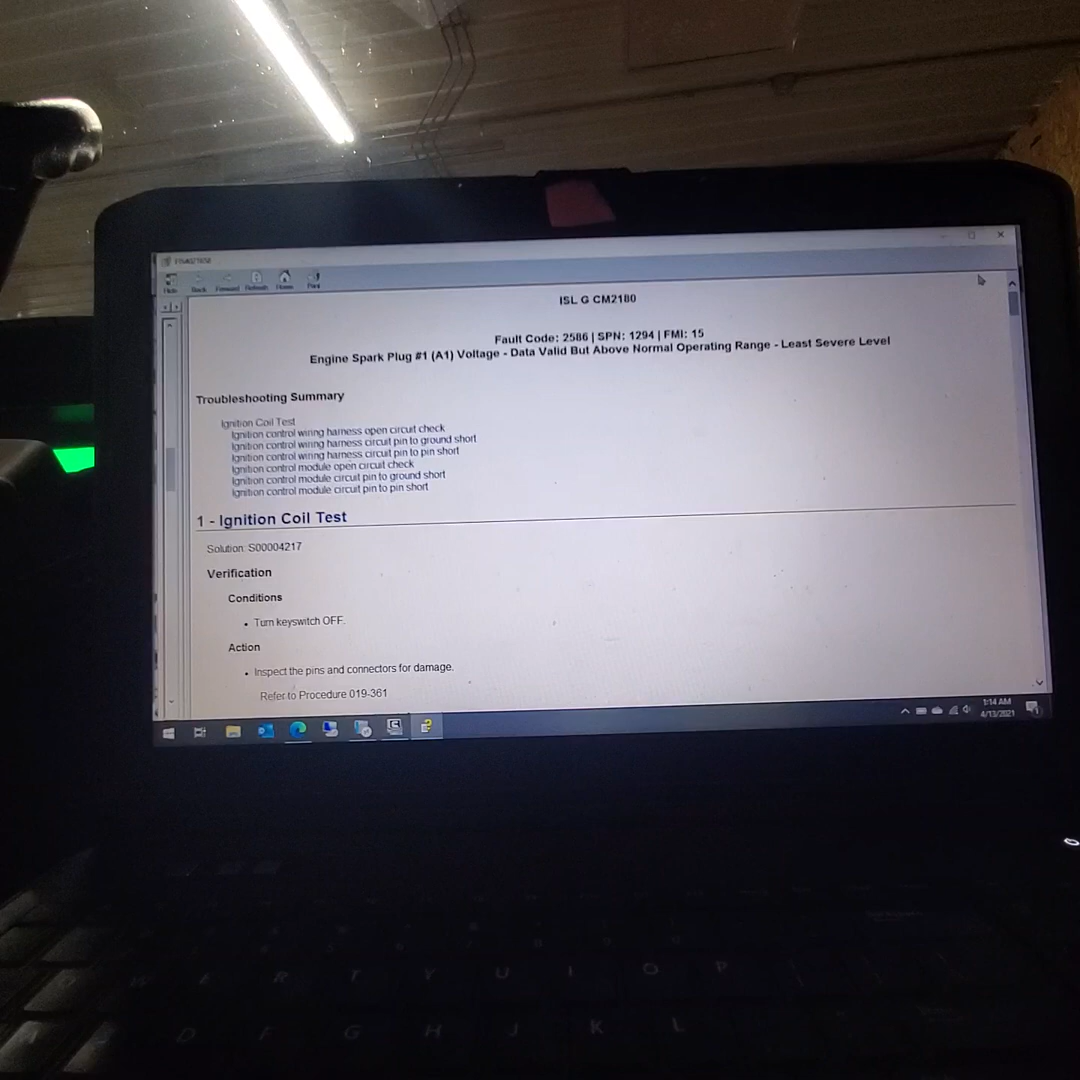 Hide Back Forward Refresh Home Print
ISL G CM2180
Fault Code: 2586 | SPN: 1294 | FMI: 15
Engine Spark Plug #1 (A1) Voltage - Data Valid But Above Normal Operating Range - Least Severe Level
Troubleshooting Summary
Ignition Coil Test
Ignition control wiring harness open circuit check
Ignition control wiring harness circuit pin to ground short
Ignition control wiring harness circuit pin to pin short
Ignition control module open circuit check
Ignition control module circuit pin to ground short
Ignition control module circuit pin to pin short
1 - Ignition Coil Test
Solution: S00004217
Verification
Conditions
• Turn keyswitch OFF.
Action
• Inspect the pins and connectors for damage.
Refer to Procedure 019-361
1:14 AM
4/13/2021
E R T Y U I O P
D F G H J K L